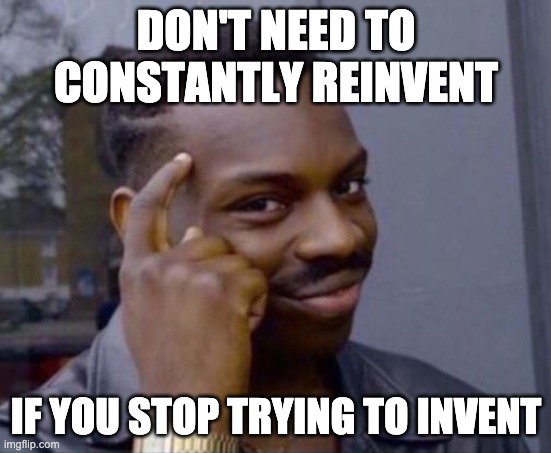 DON'T NEED TO
CONSTANTLY REINVENT
IF YOU STOP TRYING TO INVENT
imgflip.com